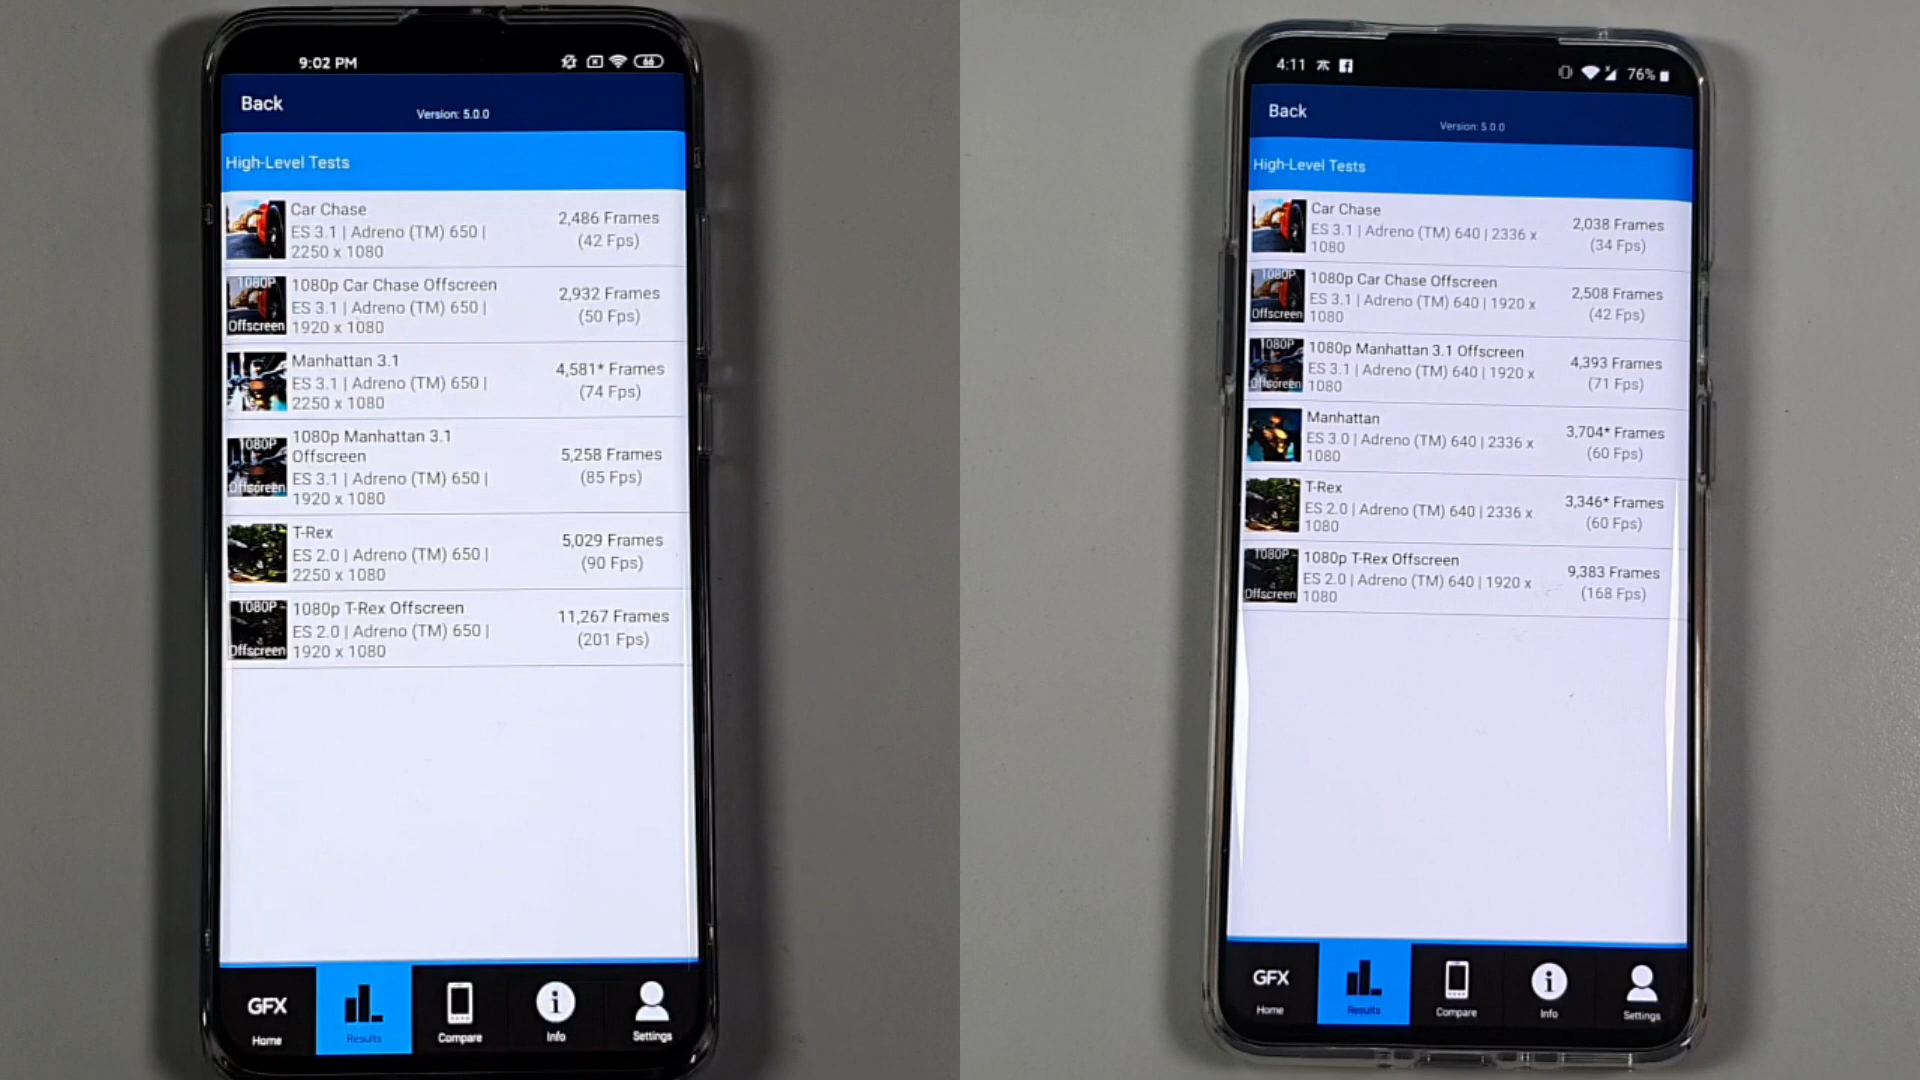 9:02 PM
66
Back
Version: 5.0.0
High-Level Tests
Car Chase
ES 3.1 | Adreno (TM) 650 |
2250 x 1080
2,486 Frames
(42 Fps)
1080P
Offscreen
1080p Car Chase Offscreen
ES 3.1 | Adreno (TM) 650 |
1920 x 1080
2,932 Frames
(50 Fps)
Manhattan 3.1
ES 3.1 | Adreno (TM) 650 |
2250 x 1080
4,581* Frames
(74 Fps)
1080P
Offscreen
1080p Manhattan 3.1
Offscreen
ES 3.1 | Adreno (TM) 650 |
1920 x 1080
5,258 Frames
(85 Fps)
T-Rex
ES 2.0 | Adreno (TM) 650 |
2250 x 1080
5,029 Frames
(90 Fps)
1080P
Offscreen
1080p T-Rex Offscreen
ES 2.0 | Adreno (TM) 650 |
1920 x 1080
11,267 Frames
(201 Fps)
GFX
Home
Results
Compare
Info
Settings
4:11
76%
Back
Version: 5.0.0
High-Level Tests
Car Chase
ES 3.1 | Adreno (TM) 640 | 2336 x
1080
2,038 Frames
(34 Fps)
1080P
Offscreen
1080p Car Chase Offscreen
ES 3.1 | Adreno (TM) 640 | 1920 x
1080
2,508 Frames
(42 Fps)
1080P
Offscreen
1080p Manhattan 3.1 Offscreen
ES 3.1 | Adreno (TM) 640 | 1920 x
1080
4,393 Frames
(71 Fps)
Manhattan
ES 3.0 | Adreno (TM) 640 | 2336 x
1080
3,704* Frames
(60 Fps)
T-Rex
ES 2.0 | Adreno (TM) 640 | 2336 x
1080
3,346* Frames
(60 Fps)
1080P
Offscreen
1080p T-Rex Offscreen
ES 2.0 | Adreno (TM) 640 | 1920 x
1080
9,383 Frames
(168 Fps)
GFX
Home
Results
Compare
Info
Settings